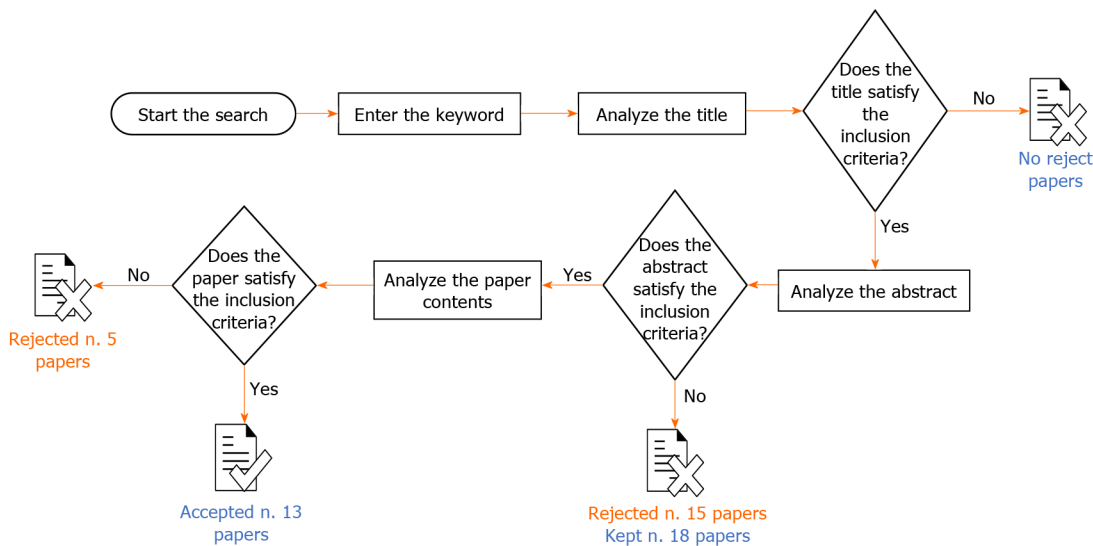 Start the search
Enter the keyword
Analyze the title
Does the
title satisfy
the
inclusion
criteria?
No
No reject
papers
Yes
Analyze the abstract
Does the
abstract
satisfy the
inclusion
criteria?
Yes
No
Rejected n. 15 papers
Kept n. 18 papers
Analyze the paper
contents
Does the
paper satisfy
the inclusion
criteria?
No
Rejected n. 5
papers
Yes
Accepted n. 13
papers